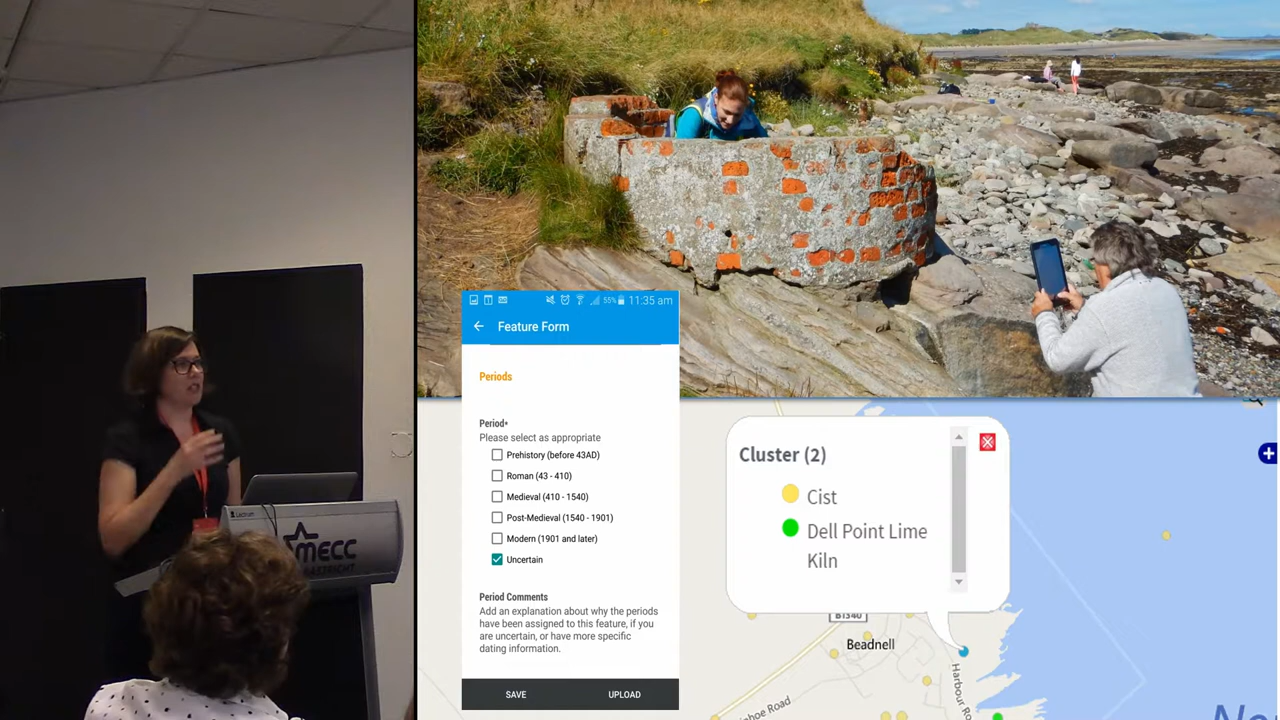 Lectrum
MECC
55% 11:35 am
Feature Form
Periods
Period*
Please select as appropriate
Prehistory (before 43AD)
Roman (43 - 410)
Medieval (410 - 1540)
Post-Medieval (1540 - 1901)
Modern (1901 and later)
Uncertain
Period Comments
Add an explanation about why the periods
have been assigned to this feature, if you
are uncertain, or have more specific
dating information.
SAVE
UPLOAD
Cluster (2)
Cist
Dell Point Lime
Kiln
B1340
Beadnell
Harbour